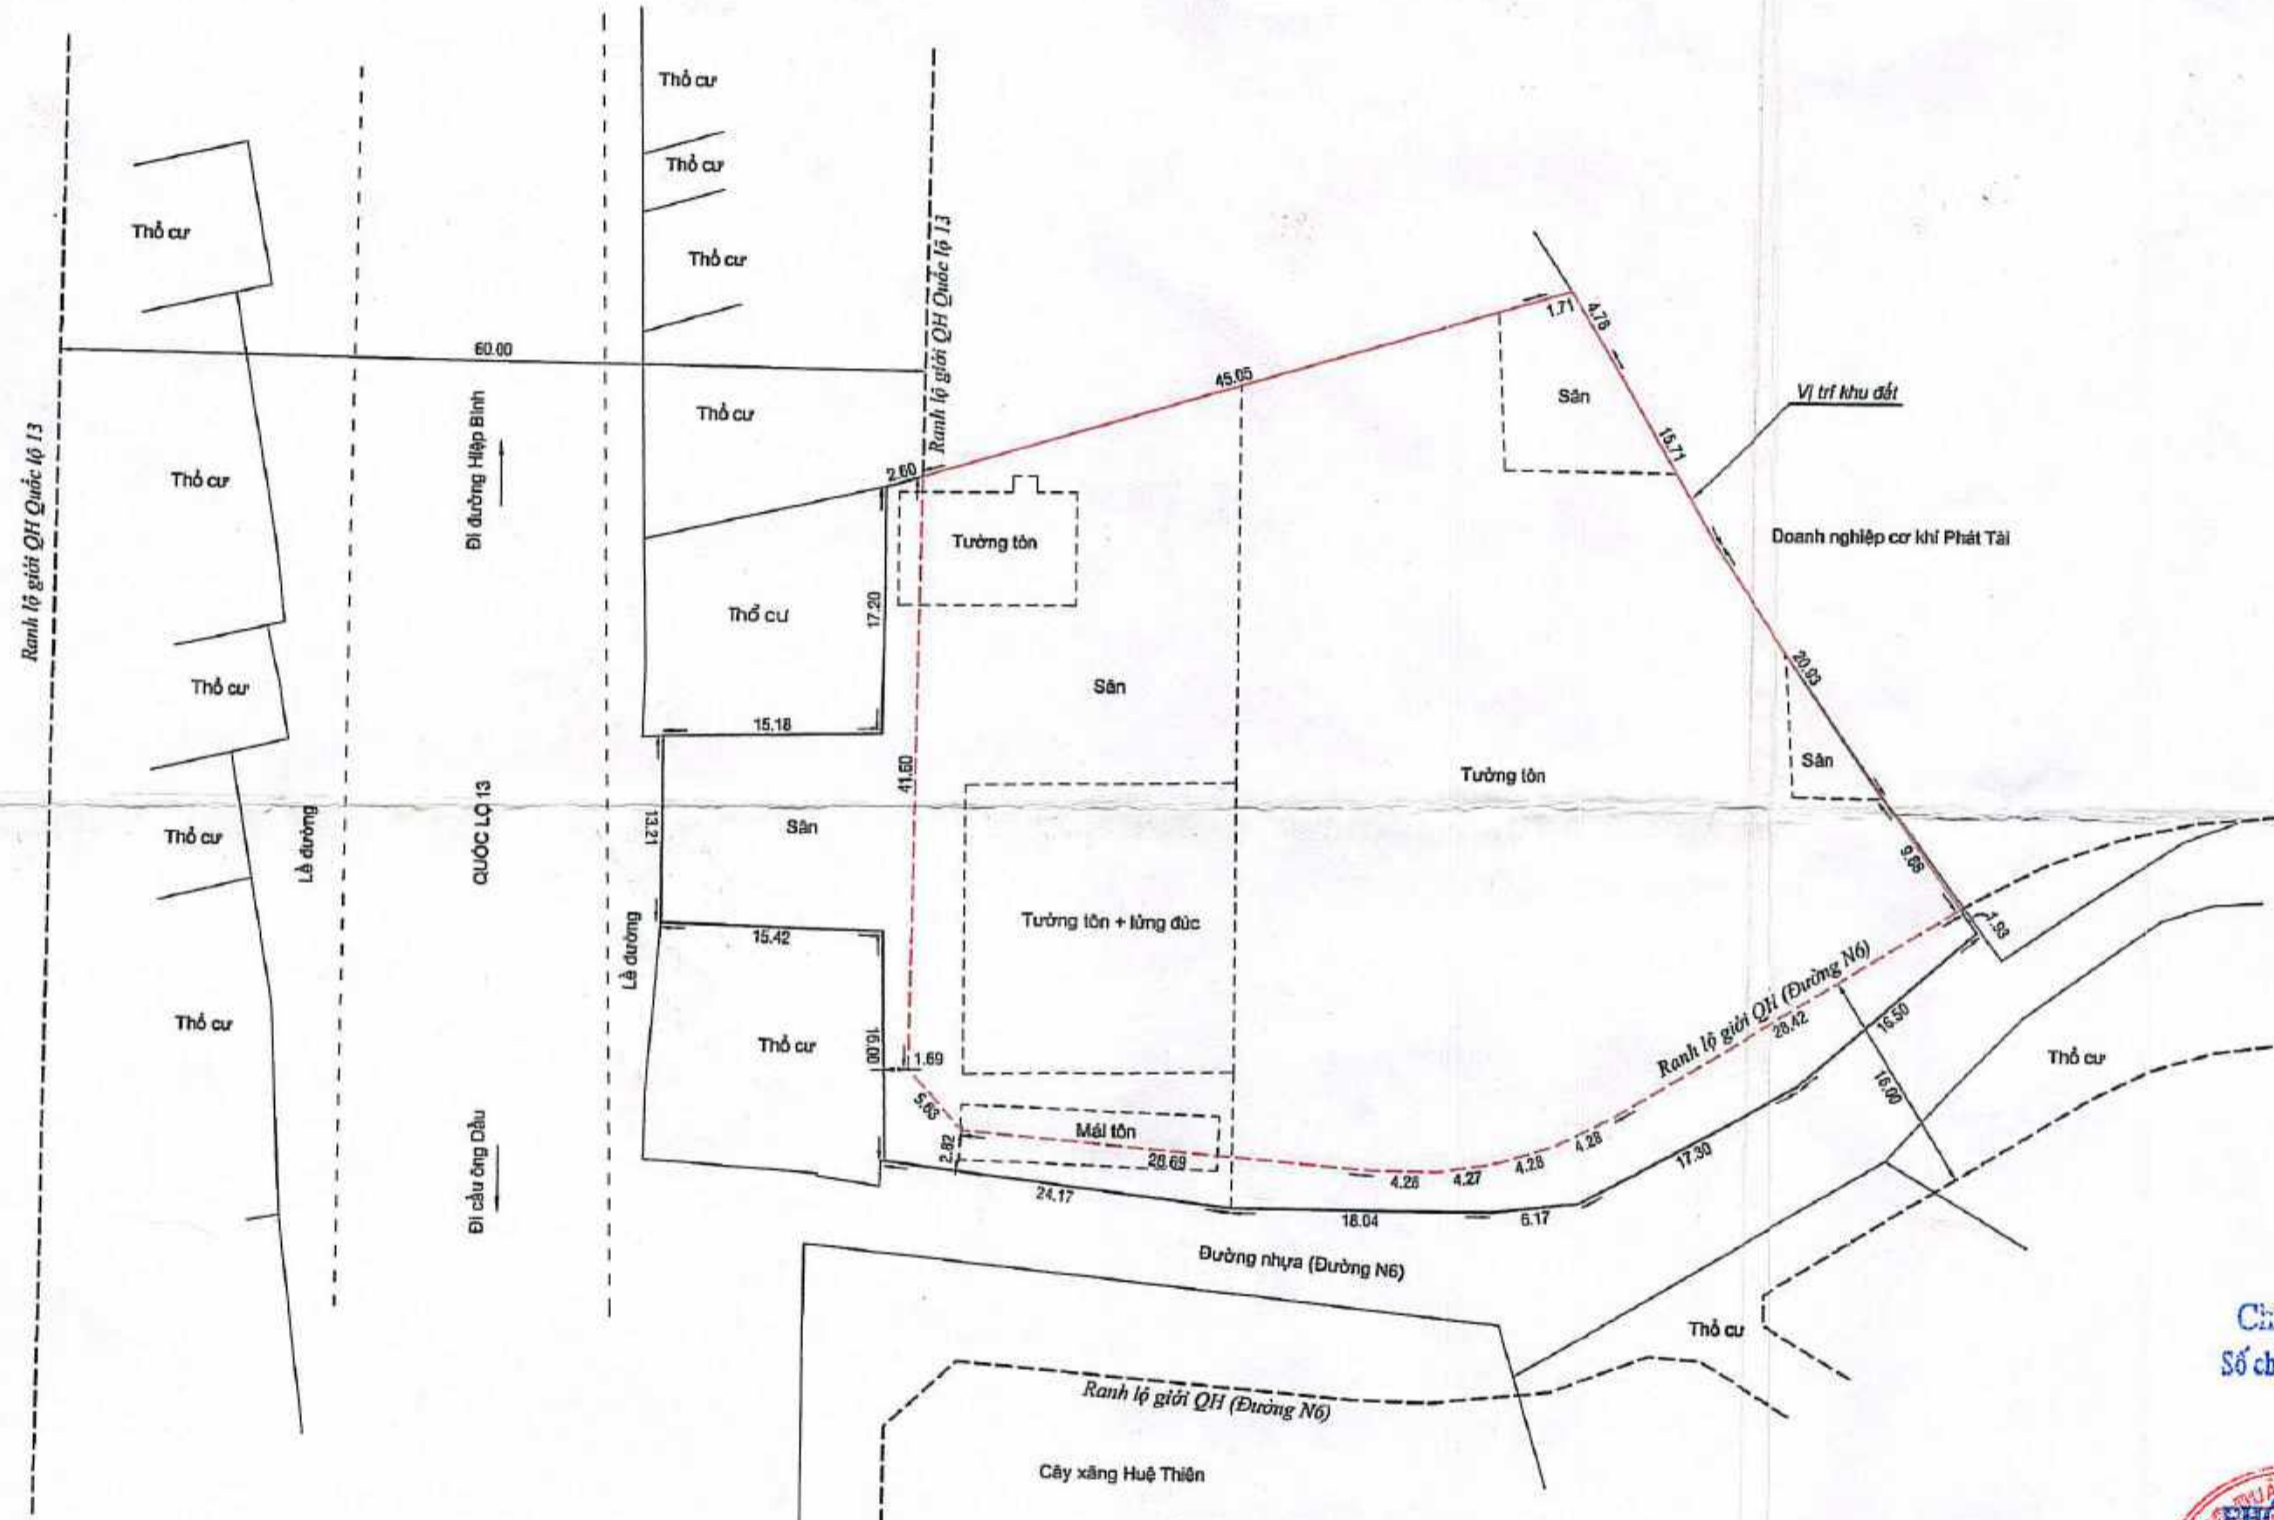 Thổ cư
Thổ cư
Thổ cư
Thổ cư
Ranh lộ giới QH Quốc lộ 13
1.71
4.78
60.00
45.05
Sân
Vị trí khu đất
Thổ cư
Đi đường Hiệp Bình
15.71
2.60
Thổ cư
Ranh lộ giới QH Quốc lộ 13
Tường tôn
Doanh nghiệp cơ khí Phát Tài
17.20
Thổ cư
20.93
Thổ cư
Sân
15.18
41.60
Tường tôn
Sân
13.21
Sân
Thổ cư
Lề đường
QUỐC LỘ 13
9.88
Tường tôn + lửng đúc
1.93
15.42
Lề đường
Ranh lộ giới QH (Đường N6)
28.42
16.50
Thổ cư
Thổ cư
16.00
1.69
Thổ cư
16.00
5.63
Mái tôn
2.82
28.69
4.28
4.28
4.27
4.26
17.30
Đi cầu ông Dầu
24.17
18.04
6.17
Đường nhựa (Đường N6)
Thổ cư
Ranh lộ giới QH (Đường N6)
Cây xăng Huệ Thiên
Số